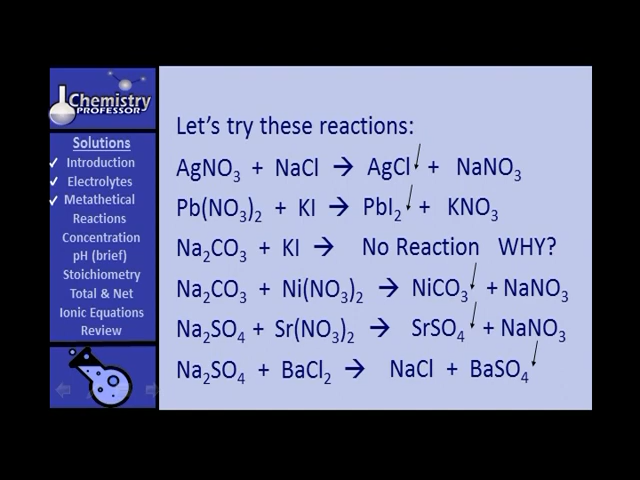 Chemistry
PROFESSOR
Solutions
✓ Introduction
✓ Electrolytes
✓ Metathetical
Reactions
Concentration
pH (brief)
Stoichiometry
Total & Net
Ionic Equations
Review
Let's try these reactions:
AgNO₃ + NaCl → AgCl↓ + NaNO₃
Pb(NO₃)₂ + KI → PbI₂↓ + KNO₃
Na₂CO₃ + KI → No Reaction WHY?
Na₂CO₃ + Ni(NO₃)₂ → NiCO₃↓ + NaNO₃
Na₂SO₄ + Sr(NO₃)₂ → SrSO₄↓ + NaNO₃
Na₂SO₄ + BaCl₂ → NaCl + BaSO₄↓